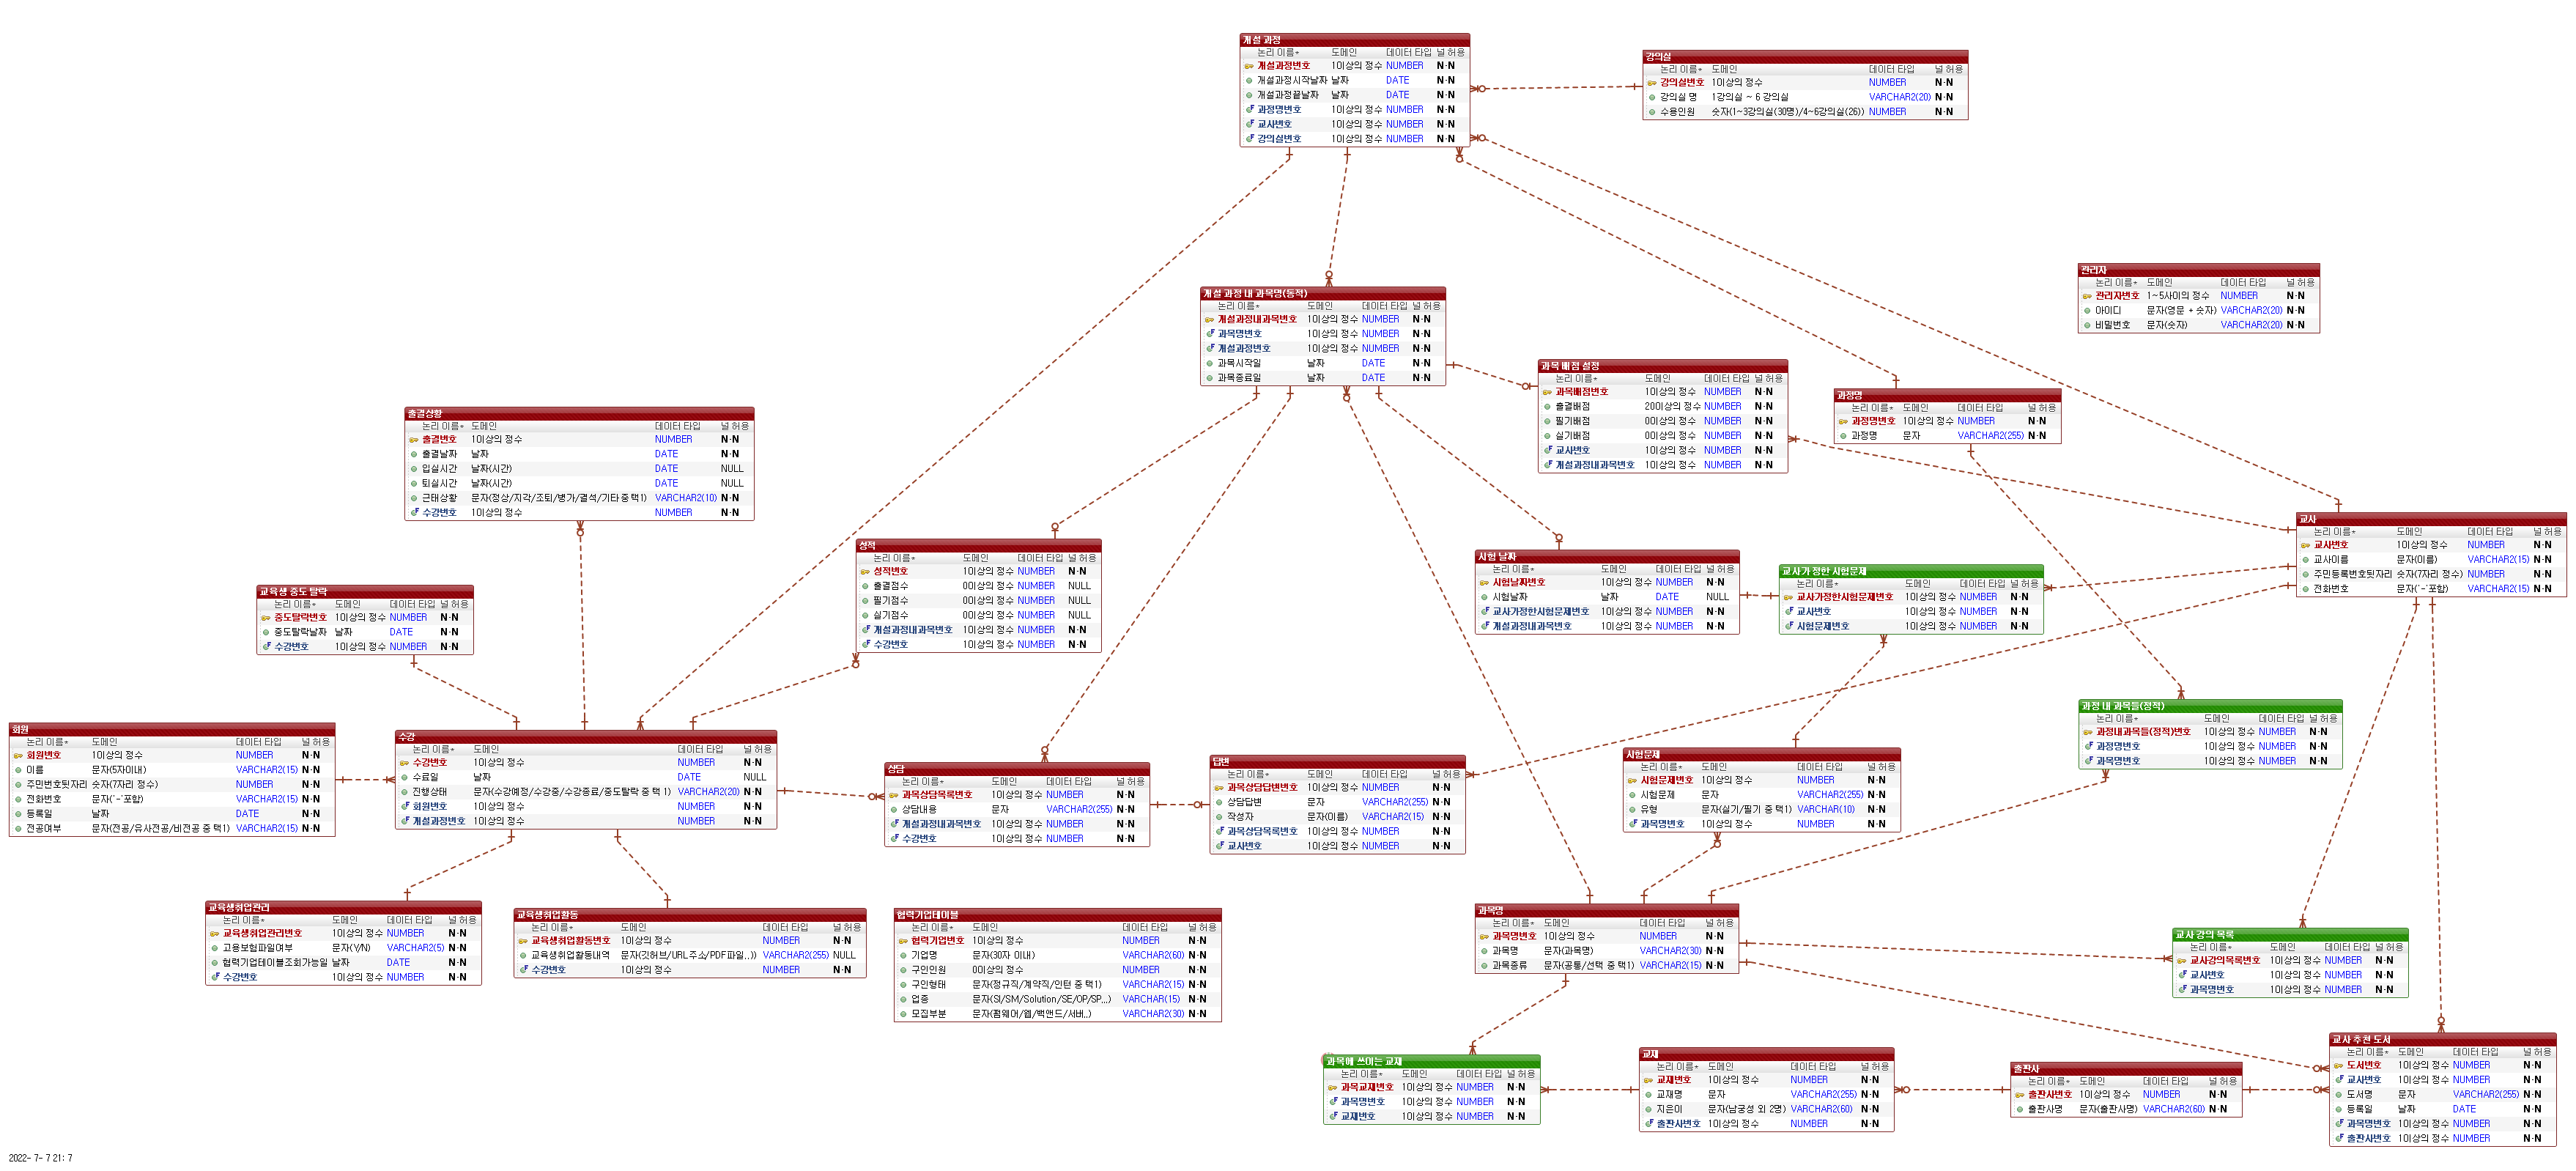 개설 과정
논리 이름* 도메인 데이터 타입 널 허용
개설과정번호 1이상의 정수 NUMBER N-N
개설과정시작날짜 날짜 DATE N-N
개설과정끝날짜 날짜 DATE N-N
과정명번호 1이상의 정수 NUMBER N-N
교사번호 1이상의 정수 NUMBER N-N
강의실번호 1이상의 정수 NUMBER N-N
강의실
논리 이름* 도메인 데이터 타입 널 허용
강의실번호 1이상의 정수 NUMBER N-N
강의실 명 1강의실 ~ 6 강의실 VARCHAR2(20) N-N
수용인원 숫자(1~3강의실(30명)/4~6강의실(26)) NUMBER N-N
관리자
논리 이름* 도메인 데이터 타입 널 허용
관리자번호 1~5사이의 정수 NUMBER N-N
아이디 문자(영문 + 숫자) VARCHAR2(20) N-N
비밀번호 문자(숫자) VARCHAR2(20) N-N
개설 과정 내 과목명(동적)
논리 이름* 도메인 데이터 타입 널 허용
개설과정내과목번호 1이상의 정수 NUMBER N-N
과목명번호 1이상의 정수 NUMBER N-N
개설과정번호 1이상의 정수 NUMBER N-N
과목시작일 날짜 DATE N-N
과목종료일 날짜 DATE N-N
과목 배점 설정
논리 이름* 도메인 데이터 타입 널 허용
과목배점번호 1이상의 정수 NUMBER N-N
출결배점 20이상의 정수 NUMBER N-N
필기배점 0이상의 정수 NUMBER N-N
실기배점 0이상의 정수 NUMBER N-N
교사번호 1이상의 정수 NUMBER N-N
개설과정내과목번호 1이상의 정수 NUMBER N-N
과정명
논리 이름* 도메인 데이터 타입 널 허용
과정명번호 1이상의 정수 NUMBER N-N
과정명 문자 VARCHAR2(255) N-N
출결상황
논리 이름* 도메인 데이터 타입 널 허용
출결번호 1이상의 정수 NUMBER N-N
출결날짜 날짜 DATE N-N
입실시간 날짜(시간) DATE NULL
퇴실시간 날짜(시간) DATE NULL
근태상황 문자(정상/지각/조퇴/병가/결석/기타 중 택1) VARCHAR2(10) N-N
수강번호 1이상의 정수 NUMBER N-N
교사
논리 이름* 도메인 데이터 타입 널 허용
교사번호 1이상의 정수 NUMBER N-N
교사이름 문자(이름) VARCHAR2(15) N-N
주민등록번호뒷자리 숫자(7자리 정수) NUMBER N-N
전화번호 문자('-'포함) VARCHAR2(15) N-N
성적
논리 이름* 도메인 데이터 타입 널 허용
성적번호 1이상의 정수 NUMBER N-N
출결점수 0이상의 정수 NUMBER NULL
필기점수 0이상의 정수 NUMBER NULL
실기점수 0이상의 정수 NUMBER NULL
개설과정내과목번호 1이상의 정수 NUMBER N-N
수강번호 1이상의 정수 NUMBER N-N
시험 날짜
논리 이름* 도메인 데이터 타입 널 허용
시험날짜번호 1이상의 정수 NUMBER N-N
시험날짜 날짜 DATE NULL
교사가정한시험문제번호 1이상의 정수 NUMBER N-N
개설과정내과목번호 1이상의 정수 NUMBER N-N
교사가 정한 시험문제
논리 이름* 도메인 데이터 타입 널 허용
교사가정한시험문제번호 1이상의 정수 NUMBER N-N
교사번호 1이상의 정수 NUMBER N-N
시험문제번호 1이상의 정수 NUMBER N-N
교육생 중도 탈락
논리 이름* 도메인 데이터 타입 널 허용
중도탈락번호 1이상의 정수 NUMBER N-N
중도탈락날짜 날짜 DATE N-N
수강번호 1이상의 정수 NUMBER N-N
과정 내 과목들(정적)
논리 이름* 도메인 데이터 타입 널 허용
과정내과목들(정적)번호 1이상의 정수 NUMBER N-N
과정명번호 1이상의 정수 NUMBER N-N
과목명번호 1이상의 정수 NUMBER N-N
회원
논리 이름* 도메인 데이터 타입 널 허용
회원번호 1이상의 정수 NUMBER N-N
이름 문자(5자이내) VARCHAR2(15) N-N
주민번호뒷자리 숫자(7자리 정수) NUMBER N-N
전화번호 문자('-'포함) VARCHAR2(15) N-N
등록일 날짜 DATE N-N
전공여부 문자(전공/유사전공/비전공 중 택1) VARCHAR2(15) N-N
수강
논리 이름* 도메인 데이터 타입 널 허용
수강번호 1이상의 정수 NUMBER N-N
수료일 날짜 DATE NULL
진행상태 문자(수강예정/수강중/수강종료/중도탈락 중 택 1) VARCHAR2(20) N-N
회원번호 1이상의 정수 NUMBER N-N
개설과정번호 1이상의 정수 NUMBER N-N
상담
논리 이름* 도메인 데이터 타입 널 허용
과목상담목록번호 1이상의 정수 NUMBER N-N
상담내용 문자 VARCHAR2(255) N-N
개설과정내과목번호 1이상의 정수 NUMBER N-N
수강번호 1이상의 정수 NUMBER N-N
답변
논리 이름* 도메인 데이터 타입 널 허용
과목상담답변번호 1이상의 정수 NUMBER N-N
상담답변 문자 VARCHAR2(255) N-N
작성자 문자(이름) VARCHAR2(15) N-N
과목상담목록번호 1이상의 정수 NUMBER N-N
교사번호 1이상의 정수 NUMBER N-N
시험문제
논리 이름* 도메인 데이터 타입 널 허용
시험문제번호 1이상의 정수 NUMBER N-N
시험문제 문자 VARCHAR2(255) N-N
유형 문자(실기/필기 중 택1) VARCHAR(10) N-N
과목명번호 1이상의 정수 NUMBER N-N
교육생취업관리
논리 이름* 도메인 데이터 타입 널 허용
교육생취업관리번호 1이상의 정수 NUMBER N-N
고용보험파일여부 문자(Y/N) VARCHAR2(5) N-N
협력기업테이블조회가능일 날짜 DATE N-N
수강번호 1이상의 정수 NUMBER N-N
교육생취업활동
논리 이름* 도메인 데이터 타입 널 허용
교육생취업활동번호 1이상의 정수 NUMBER N-N
교육생취업활동내역 문자(깃허브/URL주소/PDF파일..)) VARCHAR2(255) NULL
수강번호 1이상의 정수 NUMBER N-N
협력기업테이블
논리 이름* 도메인 데이터 타입 널 허용
협력기업번호 1이상의 정수 NUMBER N-N
기업명 문자(30자 이내) VARCHAR2(60) N-N
구인인원 0이상의 정수 NUMBER N-N
구인형태 문자(정규직/계약직/인턴 중 택1) VARCHAR2(15) N-N
업종 문자(SI/SM/Solution/SE/OP/SP,,,) VARCHAR(15) N-N
모집부분 문자(펌웨어/웹/백앤드/서버..) VARCHAR2(30) N-N
과목명
논리 이름* 도메인 데이터 타입 널 허용
과목명번호 1이상의 정수 NUMBER N-N
과목명 문자(과목명) VARCHAR2(30) N-N
과목종류 문자(공통/선택 중 택1) VARCHAR2(15) N-N
교사 강의 목록
논리 이름* 도메인 데이터 타입 널 허용
교사강의목록번호 1이상의 정수 NUMBER N-N
교사번호 1이상의 정수 NUMBER N-N
과목명번호 1이상의 정수 NUMBER N-N
과목에 쓰이는 교재
논리 이름* 도메인 데이터 타입 널 허용
과목교재번호 1이상의 정수 NUMBER N-N
과목명번호 1이상의 정수 NUMBER N-N
교재번호 1이상의 정수 NUMBER N-N
교재
논리 이름* 도메인 데이터 타입 널 허용
교재번호 1이상의 정수 NUMBER N-N
교재명 문자 VARCHAR2(255) N-N
지은이 문자(남궁성 외 2명) VARCHAR2(60) N-N
출판사번호 1이상의 정수 NUMBER N-N
출판사
논리 이름* 도메인 데이터 타입 널 허용
출판사번호 1이상의 정수 NUMBER N-N
출판사명 문자(출판사명) VARCHAR2(60) N-N
교사 추천 도서
논리 이름* 도메인 데이터 타입 널 허용
도서번호 1이상의 정수 NUMBER N-N
교사번호 1이상의 정수 NUMBER N-N
도서명 문자 VARCHAR2(255) N-N
등록일 날짜 DATE N-N
과목명번호 1이상의 정수 NUMBER N-N
출판사번호 1이상의 정수 NUMBER N-N
2022- 7- 7 21: 7